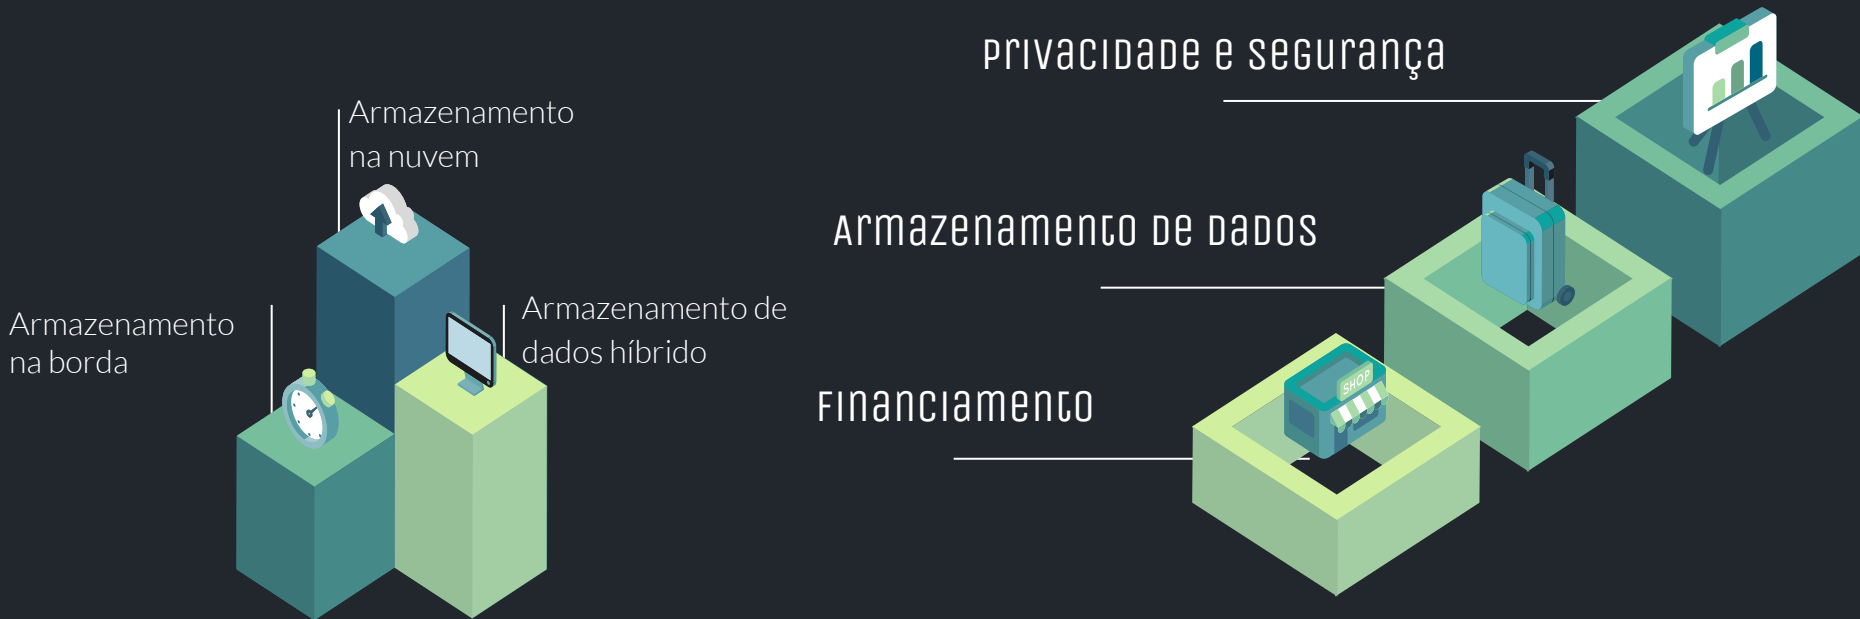 Armazenamento
na nuvem
Armazenamento
na borda
Armazenamento de
dados híbrido
Privacidade e segurança
Armazenamento de dados
Financiamento
SHOP